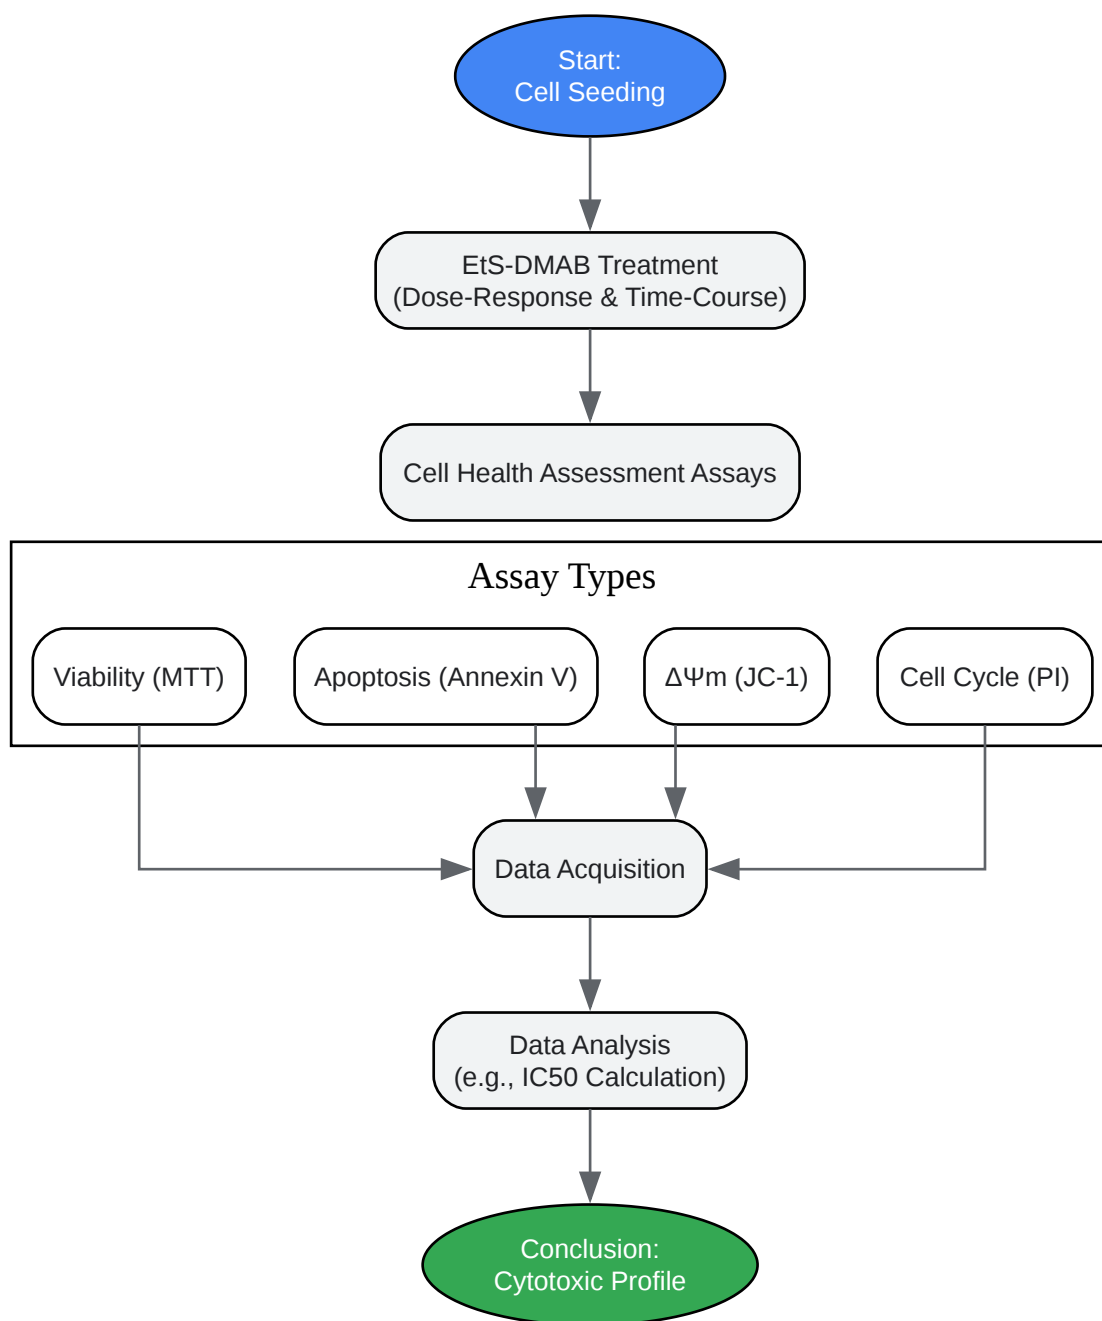 Start:
Cell Seeding
EtS-DMAB Treatment
(Dose-Response & Time-Course)
Cell Health Assessment Assays
Assay Types
Viability (MTT)
Apoptosis (Annexin V)
ΔΨm (JC-1)
Cell Cycle (PI)
Data Acquisition
Data Analysis
(e.g., IC50 Calculation)
Conclusion:
Cytotoxic Profile